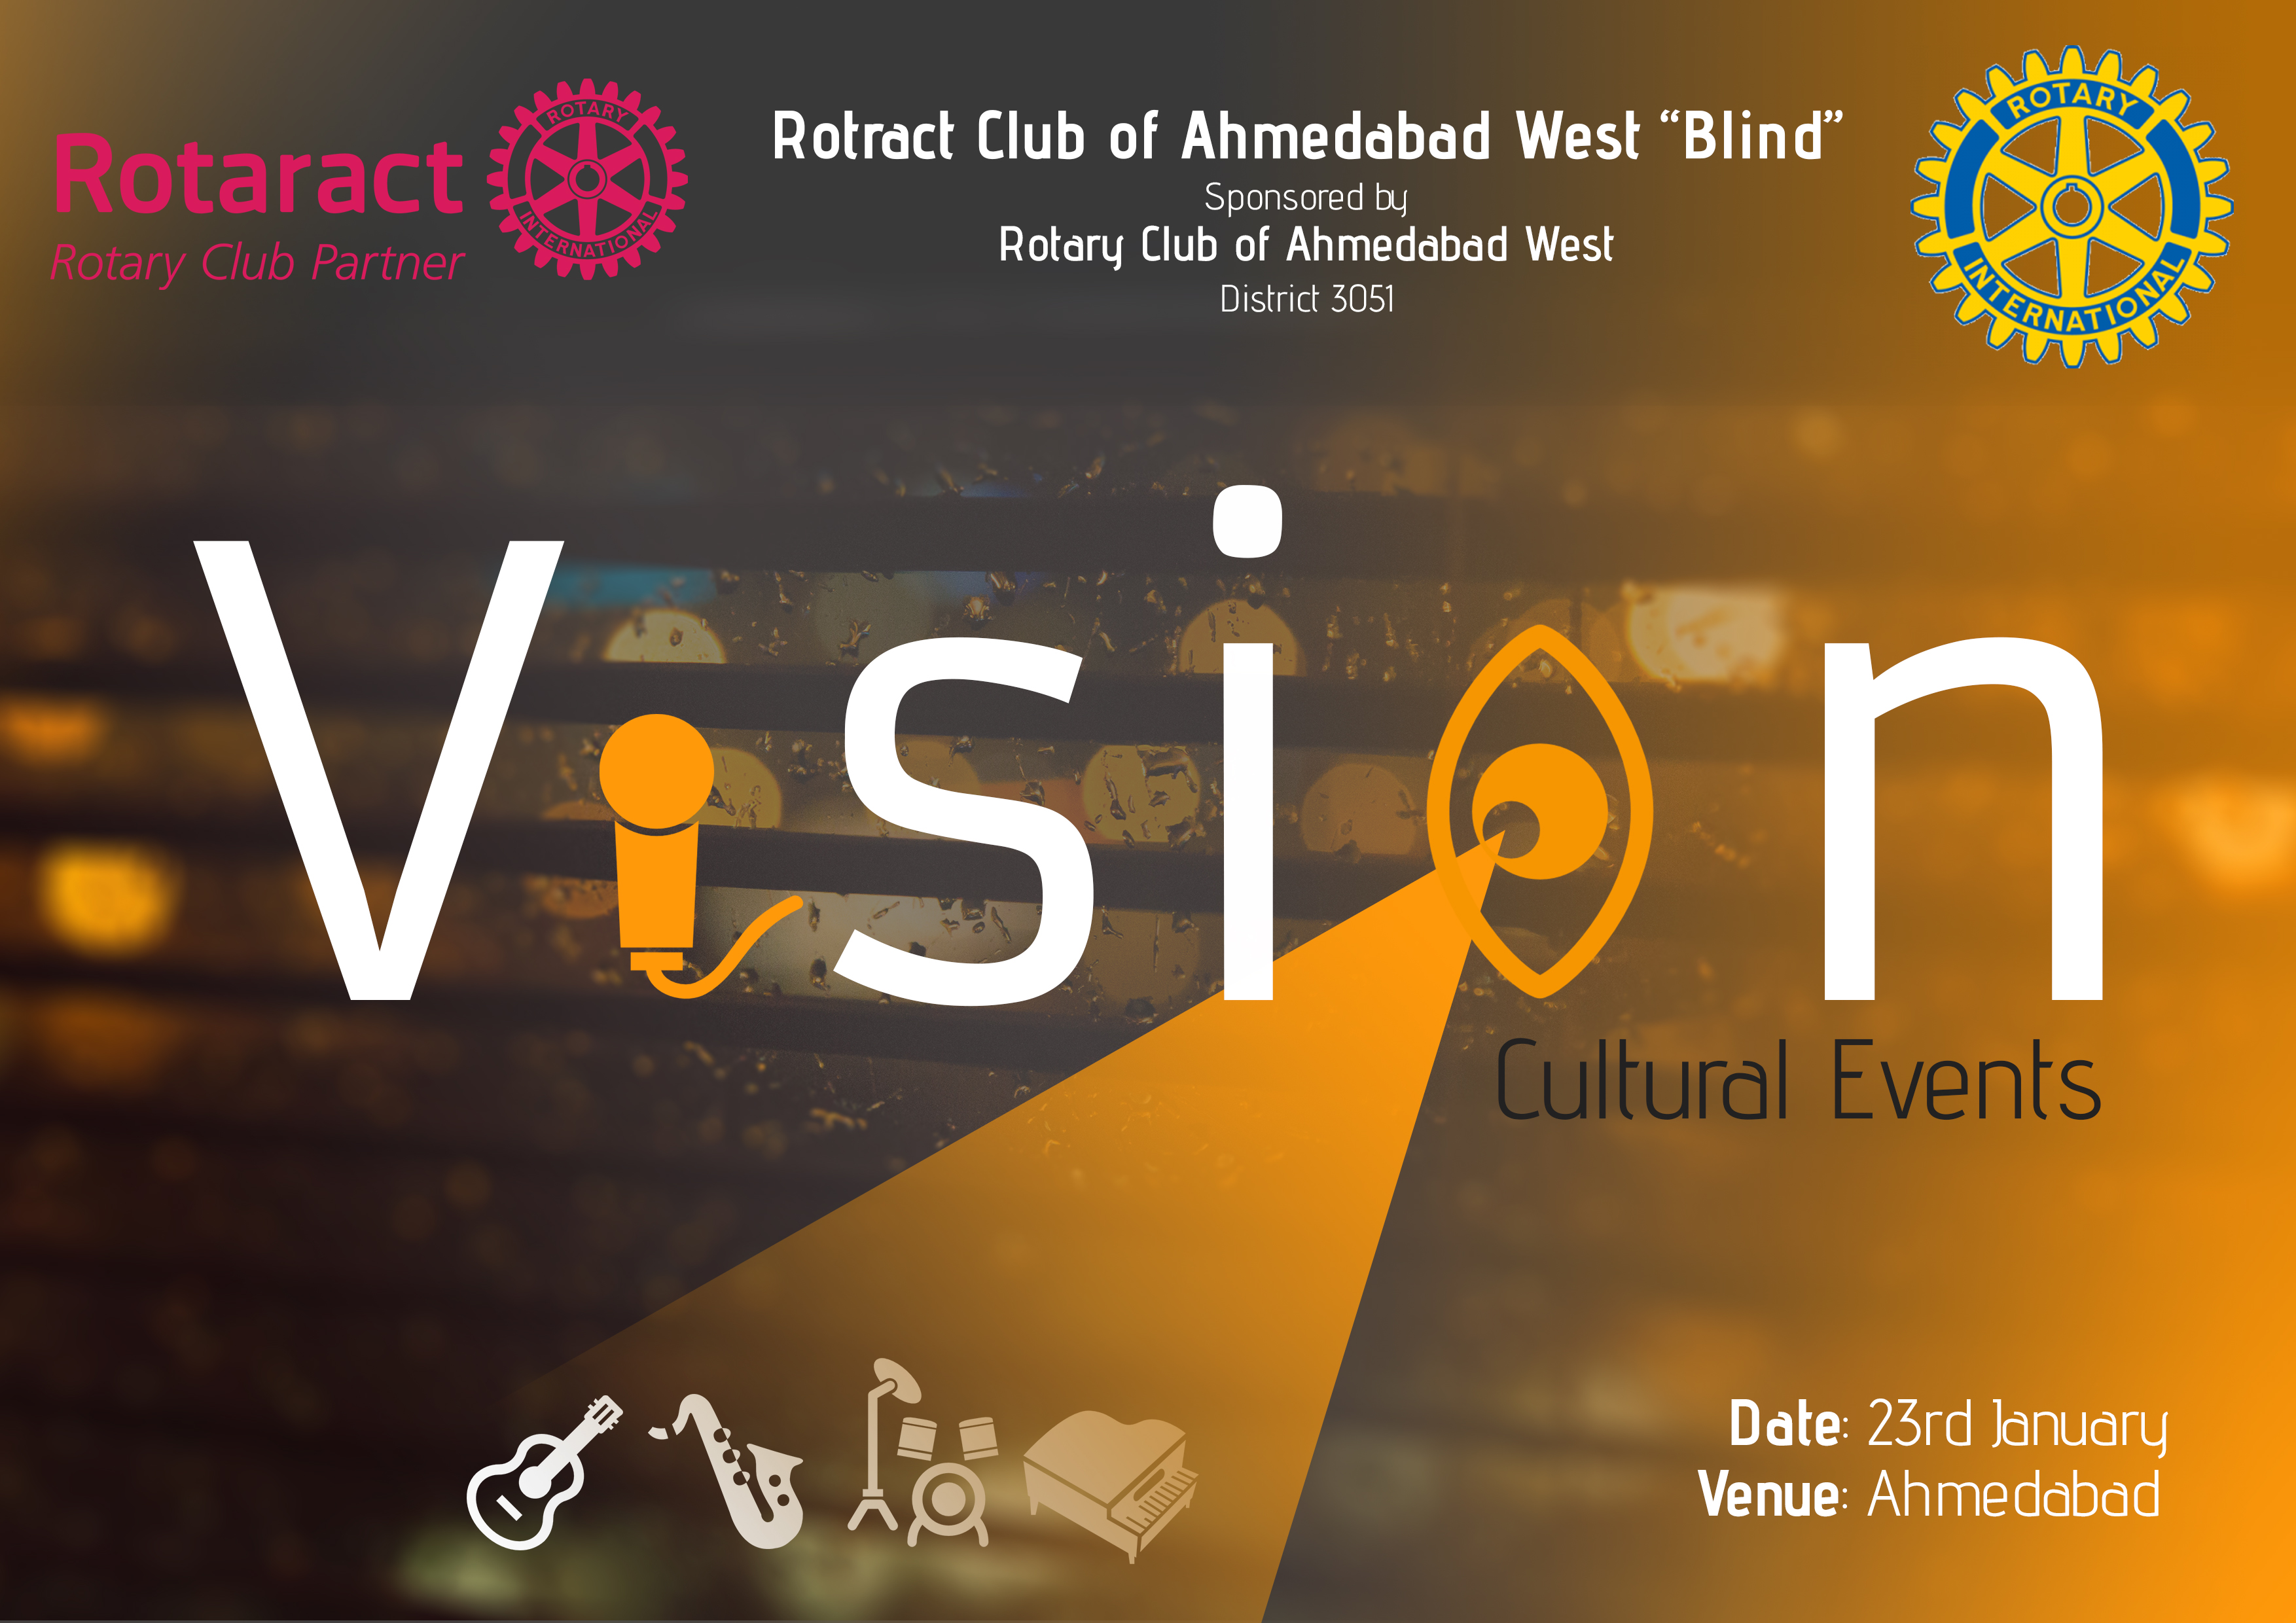 Rotaract
Rotary Club Partner
ROTARY
INTERNATIONAL
Rotract Club of Ahmedabad West “Blind”
Sponsored by
Rotary Club of Ahmedabad West
District 3051
ROTARY
INTERNATIONAL
Vision
Cultural Events
Date: 23rd January
Venue: Ahmedabad